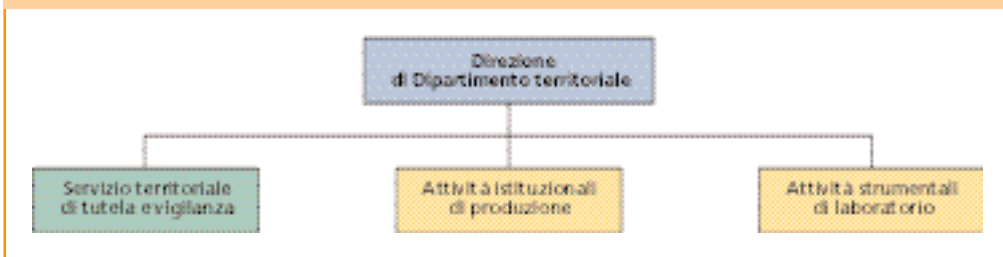 Direzione
di Dipartimento territoriale
Servizio territoriale
di tutela e vigilanza
Attività istituzionali
di produzione
Attività strumentali
di laboratorio